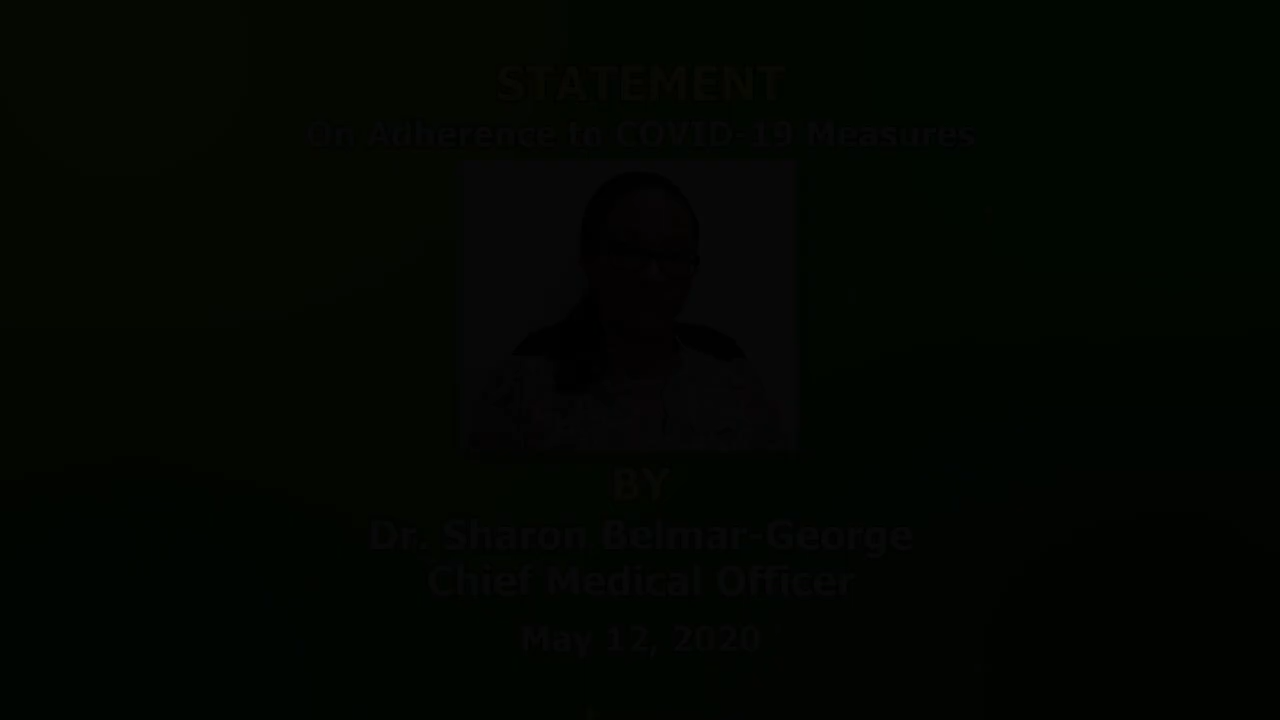 STATEMENT
On Adherence to COVID-19 Measures
BY
Dr. Sharon Belmar-George
Chief Medical Officer
May 12, 2020